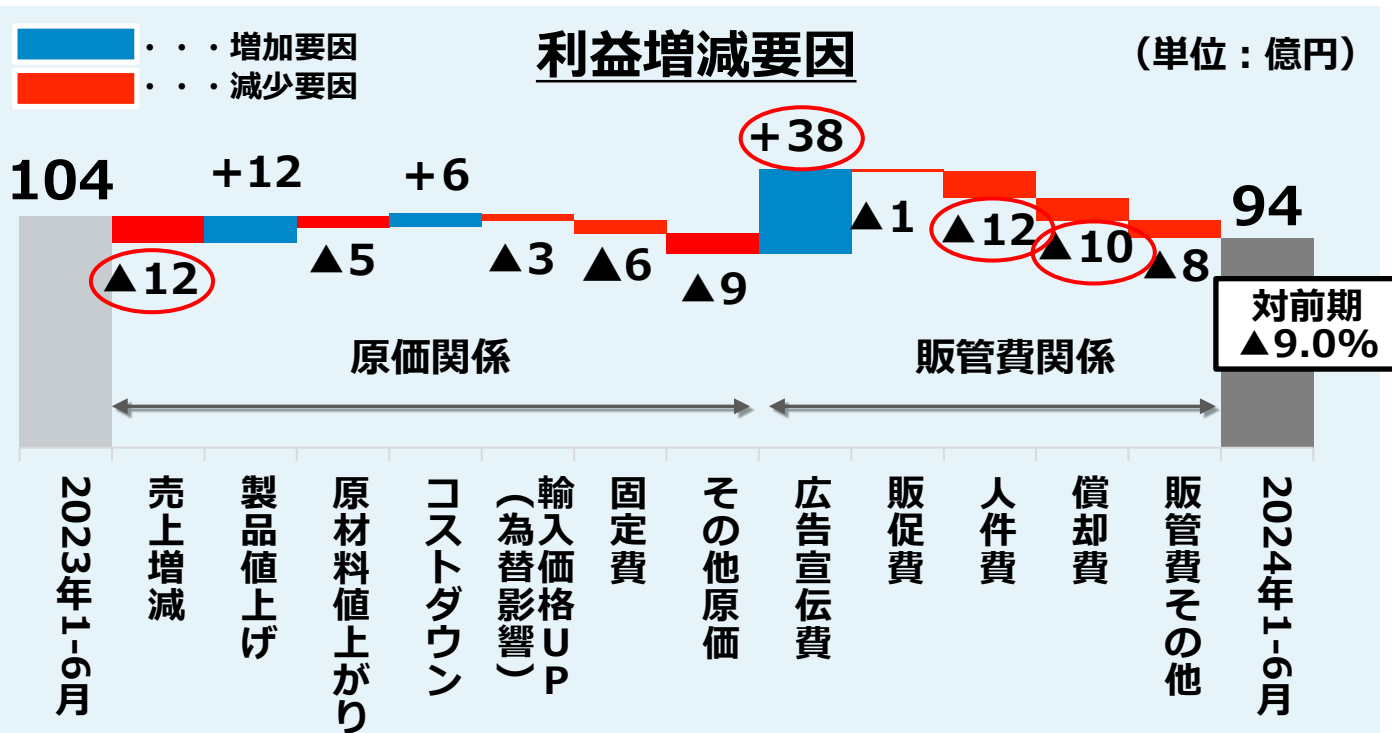 ・・・増加要因
・・・減少要因
利益増減要因
（単位：億円）
104
▲12
+12
▲5
+6
▲3
▲6
▲9
+38
▲1
▲12
▲10
▲8
94
対前期
▲9.0%
原価関係
販管費関係
2023年1-6月
売上増減
製品値上げ
原材料値上がり
コストダウン
輸入価格UP
（為替影響）
固定費
その他原価
広告宣伝費
販促費
人件費
償却費
販管費その他
2024年1-6月